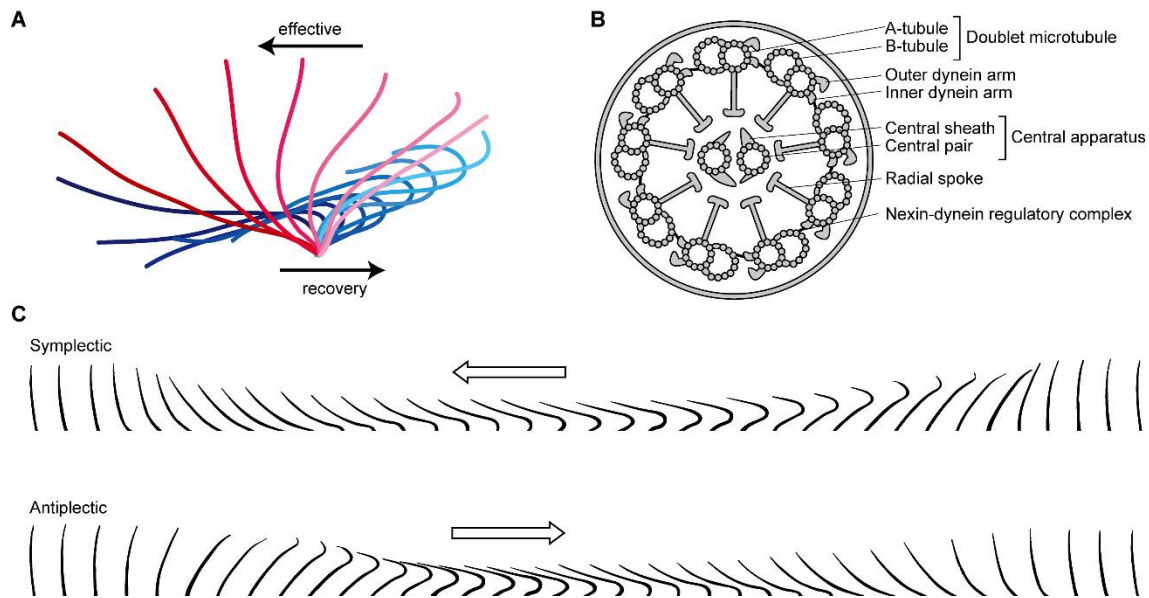 A
effective
recovery
B
A-tubule
B-tubule
Doublet microtubule
Outer dynein arm
Inner dynein arm
Central sheath
Central pair
Central apparatus
Radial spoke
Nexin-dynein regulatory complex
C
Symplectic
Antiplectic